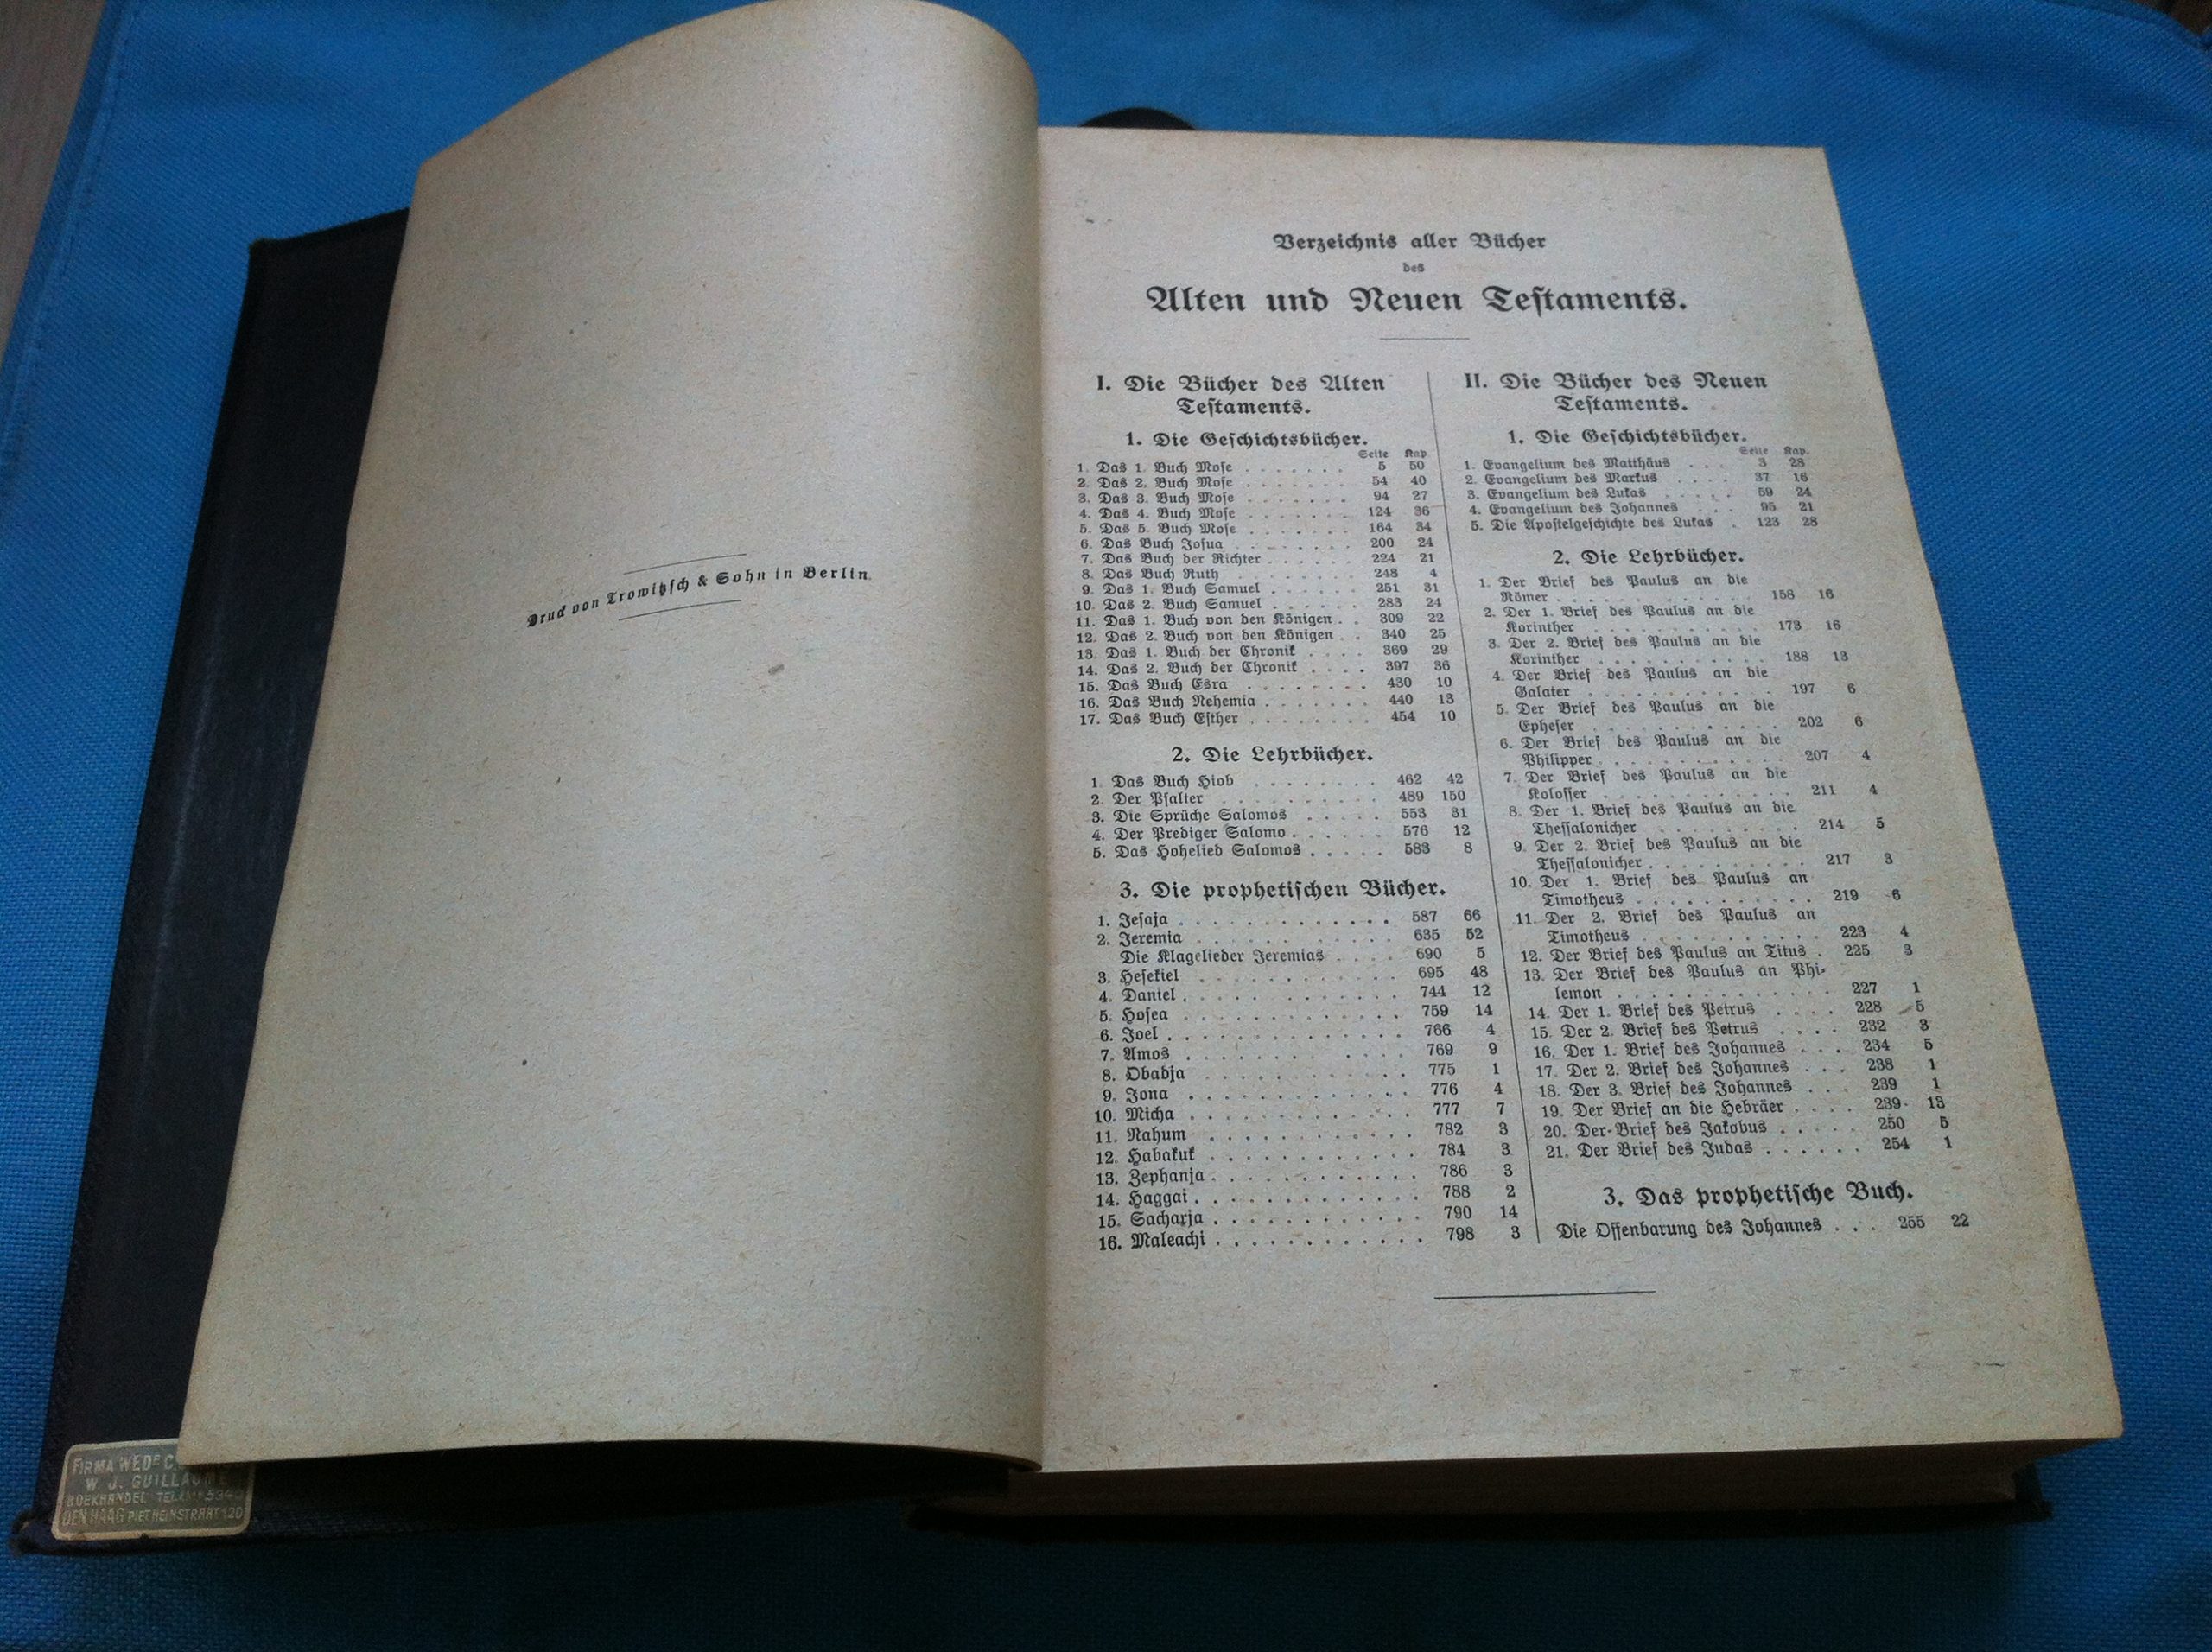 Druck von Trowitzsch & Sohn in Berlin.
FIRMA WEDE C
W. J. GUILLAUME
BOEKHANDEL TEL.
DEN HAAG PIET HEINSTRAAT 120
Verzeichnis aller Bücher
des
Alten und Neuen Testaments.
I. Die Bücher des Alten
Testaments.
1. Die Geschichtsbücher.
Seite Kap.
1. Das 1. Buch Mose . . . . . . . 5 50
2. Das 2. Buch Mose . . . . . . . 54 40
3. Das 3. Buch Mose . . . . . . . 94 27
4. Das 4. Buch Mose . . . . . . . 124 36
5. Das 5. Buch Mose . . . . . . . 164 34
6. Das Buch Josua . . . . . . . 200 24
7. Das Buch der Richter . . . . . . 224 21
8. Das Buch Ruth . . . . . . . 248 4
9. Das 1. Buch Samuel . . . . . . 251 31
10. Das 2. Buch Samuel . . . . . . 283 24
11. Das 1. Buch von den Königen . . 309 22
12. Das 2. Buch von den Königen . . 340 25
13. Das 1. Buch der Chronik . . . . 369 29
14. Das 2. Buch der Chronik . . . . 397 36
15. Das Buch Esra . . . . . . . . 430 10
16. Das Buch Nehemia . . . . . . . 440 13
17. Das Buch Esther . . . . . . . . 454 10
2. Die Lehrbücher.
1. Das Buch Hiob . . . . . . . . 462 42
2. Der Psalter . . . . . . . . . . 489 150
3. Die Sprüche Salomos . . . . . 553 31
4. Der Prediger Salomo . . . . . . 576 12
5. Das Hohelied Salomos . . . . . 583 8
3. Die prophetischen Bücher.
1. Jesaja . . . . . . . . . . . . 587 66
2. Jeremia . . . . . . . . . . . 635 52
Die Klagelieder Jeremias . . . . 690 5
3. Hesekiel . . . . . . . . . . . 695 48
4. Daniel . . . . . . . . . . . . 744 12
5. Hosea . . . . . . . . . . . . 759 14
6. Joel . . . . . . . . . . . . . 766 4
7. Amos . . . . . . . . . . . . 769 9
8. Obadja . . . . . . . . . . . 775 1
9. Jona . . . . . . . . . . . . 776 4
10. Micha . . . . . . . . . . . . 777 7
11. Nahum . . . . . . . . . . . 782 3
12. Habakuk . . . . . . . . . . . 784 3
13. Zephanja . . . . . . . . . . . 786 3
14. Haggai . . . . . . . . . . . . 788 2
15. Sacharja . . . . . . . . . . . 790 14
16. Maleachi . . . . . . . . . . . 798 3
II. Die Bücher des Neuen
Testaments.
1. Die Geschichtsbücher.
Seite Kap.
1. Evangelium des Matthäus . . . 3 28
2. Evangelium des Markus . . . . 37 16
3. Evangelium des Lukas . . . . 59 24
4. Evangelium des Johannes . . . 95 21
5. Die Apostelgeschichte des Lukas . 123 28
2. Die Lehrbücher.
1. Der Brief des Paulus an die
Römer . . . . . . . . . . . 158 16
2. Der 1. Brief des Paulus an die
Korinther . . . . . . . . . . 173 16
3. Der 2. Brief des Paulus an die
Korinther . . . . . . . . . . 188 13
4. Der Brief des Paulus an die
Galater . . . . . . . . . . . 197 6
5. Der Brief des Paulus an die
Epheser . . . . . . . . . . . 202 6
6. Der Brief des Paulus an die
Philipper . . . . . . . . . . . 207 4
7. Der Brief des Paulus an die
Kolosser . . . . . . . . . . . 211 4
8. Der 1. Brief des Paulus an die
Thessalonicher . . . . . . . . 214 5
9. Der 2. Brief des Paulus an die
Thessalonicher . . . . . . . . 217 3
10. Der 1. Brief des Paulus an
Timotheus . . . . . . . . . . 219 6
11. Der 2. Brief des Paulus an
Timotheus . . . . . . . . . . 223 4
12. Der Brief des Paulus an Titus . 225 3
13. Der Brief des Paulus an Phi-
lemon . . . . . . . . . . . . 227 1
14. Der 1. Brief des Petrus . . . . 228 5
15. Der 2. Brief des Petrus . . . . 232 3
16. Der 1. Brief des Johannes . . . 234 5
17. Der 2. Brief des Johannes . . . 238 1
18. Der 3. Brief des Johannes . . . 239 1
19. Der Brief an die Hebräer . . . . 239 13
20. Der Brief des Jakobus . . . . . 250 5
21. Der Brief des Judas . . . . . . 254 1
3. Das prophetische Buch.
Die Offenbarung des Johannes . . . 255 22